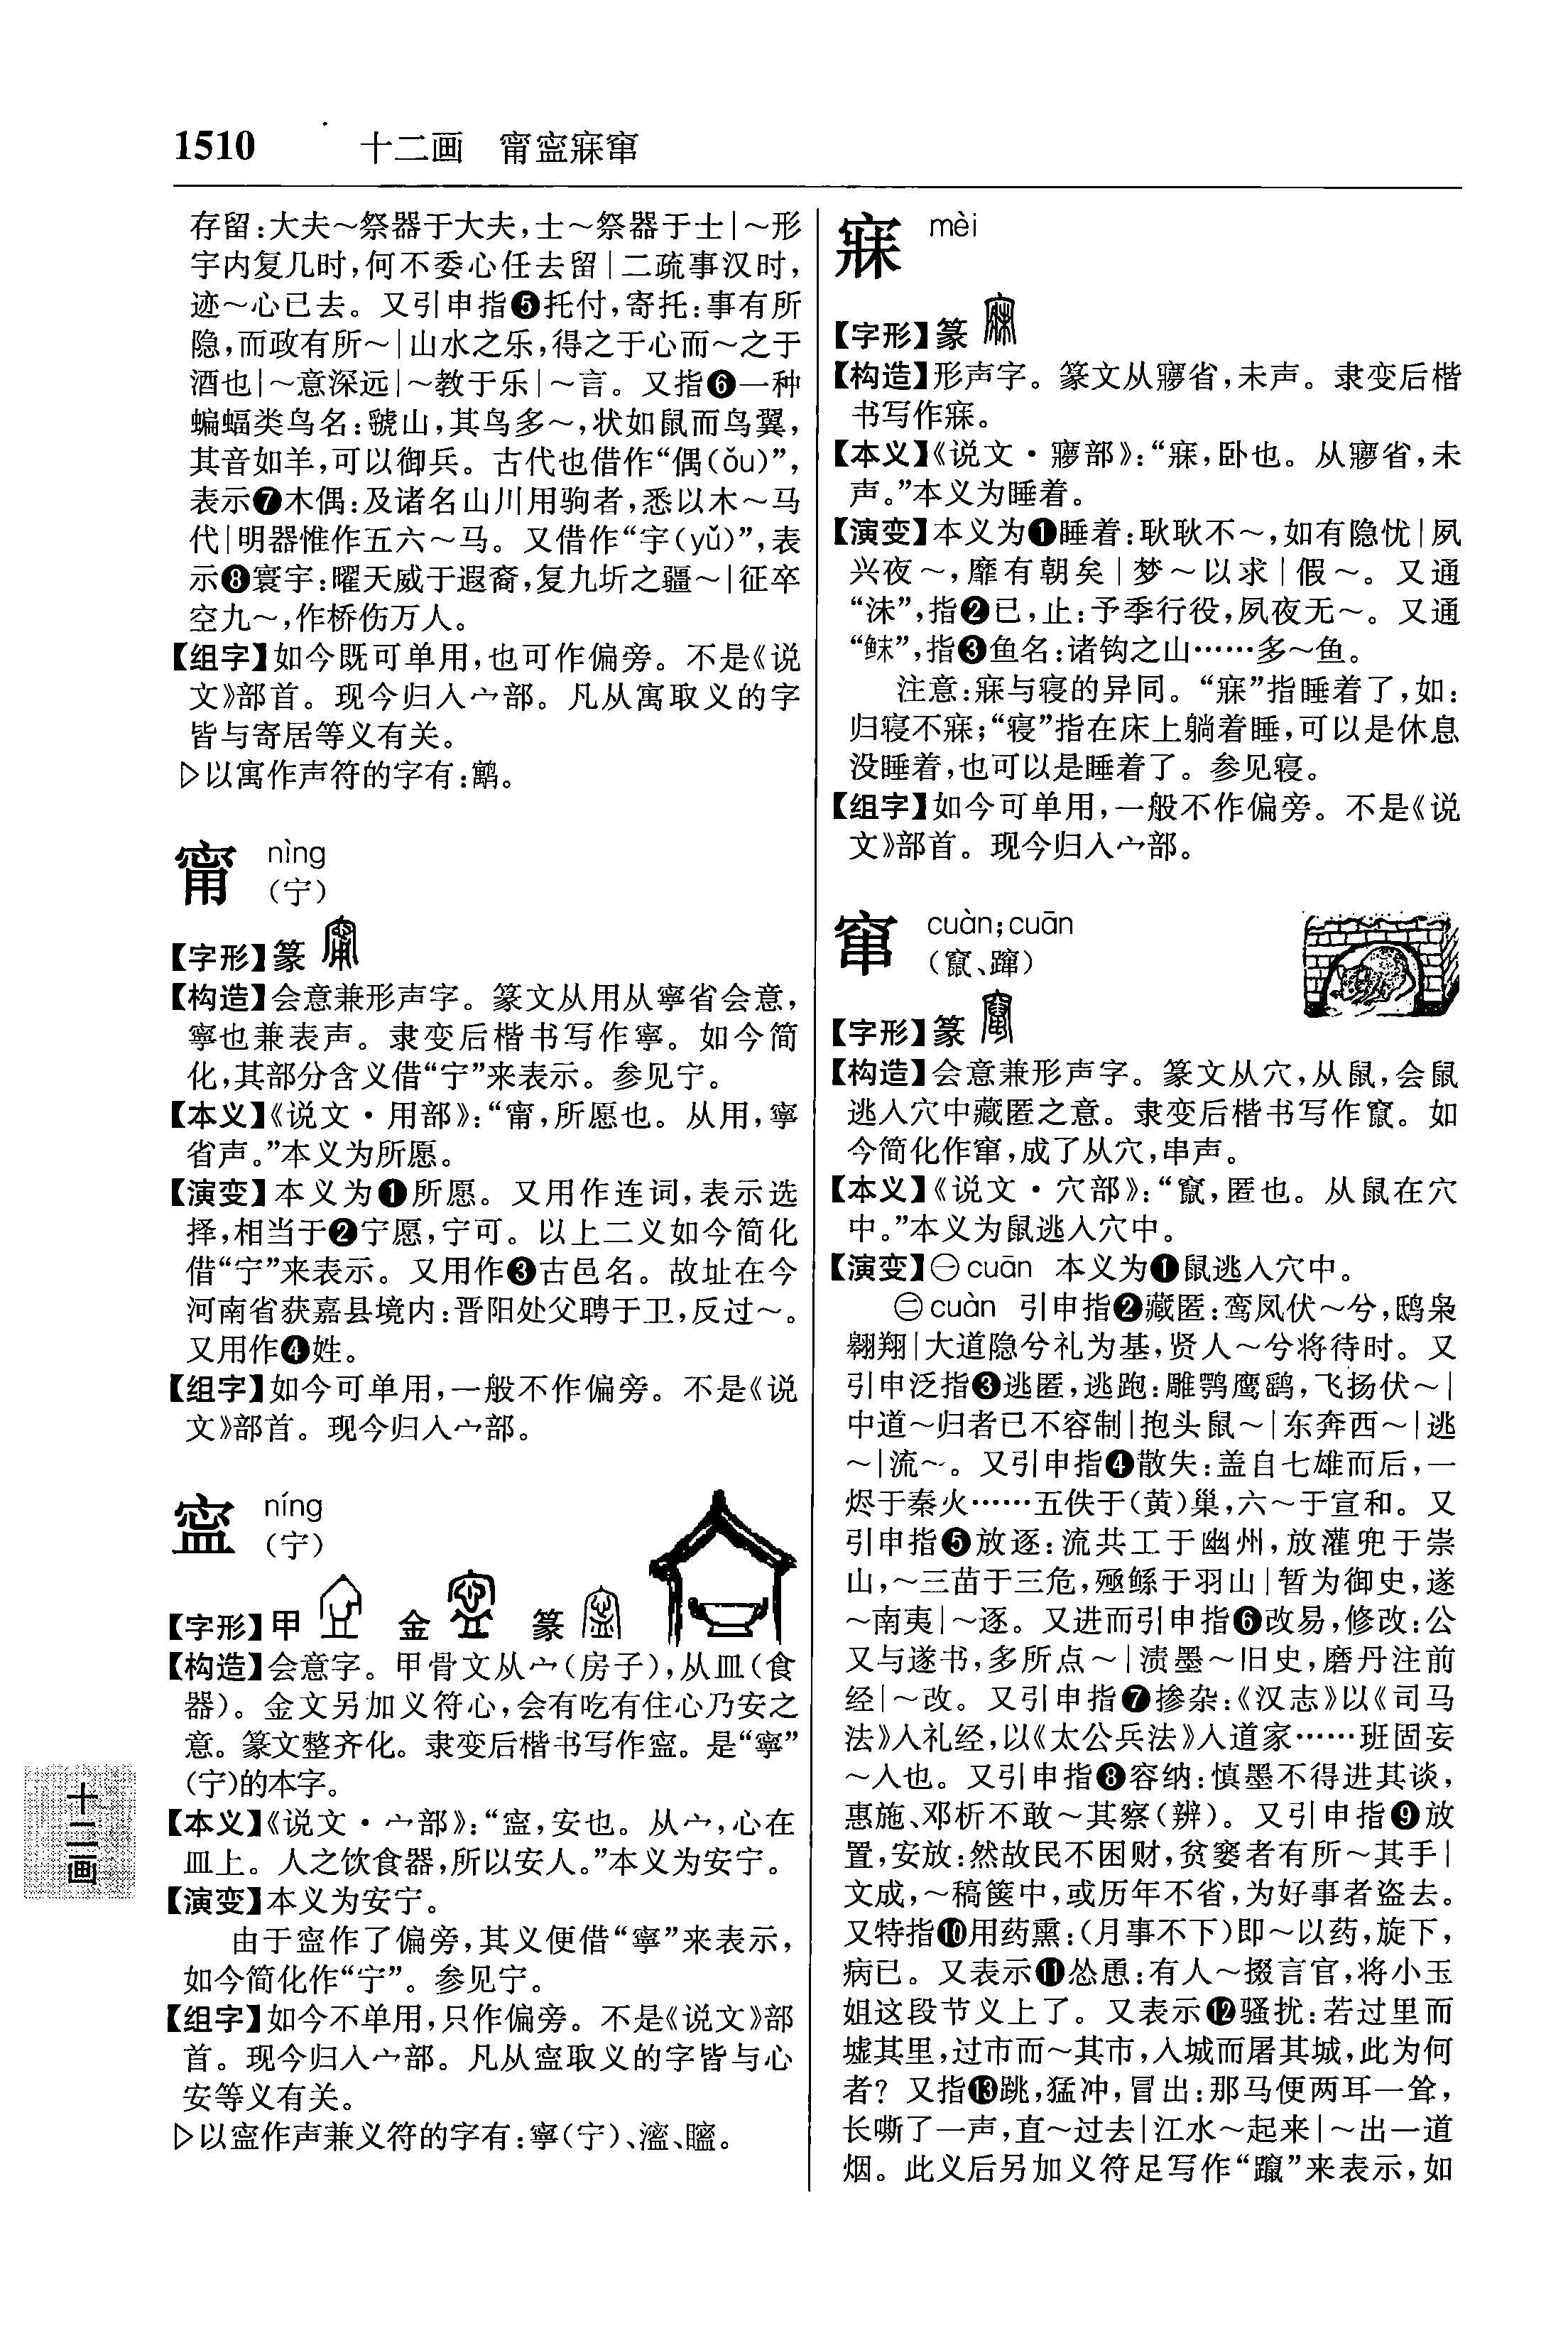 1510 十二画 甯寍寐窜
存留:大夫～祭器于大夫,士～祭器于士|～形
宇内复几时,何不委心任去留|二疏事汉时,
迹～心已去。又引申指❺托付,寄托:事有所
隐,而政有所～|山水之乐,得之于心而～之于
酒也|～意深远|～教于乐|～言。又指❻一种
蝙蝠类鸟名:虢山,其鸟多～,状如鼠而鸟翼,
其音如羊,可以御兵。古代也借作“偶(ǒu)”,
表示❼木偶:及诸名山川用驹者,悉以木～马
代|明器惟作五六～马。又借作“宇(yǔ)”,表
示❽寰宇:曜天威于遐裔,复九圻之疆～|征卒
空九～,作桥伤万人。
【组字】如今既可单用,也可作偏旁。不是《说
文》部首。现今归入宀部。凡从寓取义的字
皆与寄居等义有关。
▷以寓作声符的字有:鸘。
甯 nìng
(宁)
【字形】篆
【构造】会意兼形声字。篆文从用从寧省会意,
寧也兼表声。隶变后楷书写作寧。如今简
化,其部分含义借“宁”来表示。参见宁。
【本义】《说文·用部》:“甯,所愿也。从用,寧
省声。”本义为所愿。
【演变】本义为❶所愿。又用作连词,表示选
择,相当于❷宁愿,宁可。以上二义如今简化
借“宁”来表示。又用作❸古邑名。故址在今
河南省获嘉县境内:晋阳处父聘于卫,反过～。
又用作❹姓。
【组字】如今可单用,一般不作偏旁。不是《说
文》部首。现今归入宀部。
寍 níng
(宁)
【字形】甲 金 篆
【构造】会意字。甲骨文从宀(房子),从皿(食
器)。金文另加义符心,会有吃有住心乃安之
意。篆文整齐化。隶变后楷书写作寍。是“寧”
(宁)的本字。
【本义】《说文·宀部》:“寍,安也。从宀,心在
皿上。人之饮食器,所以安人。”本义为安宁。
【演变】本义为安宁。
由于寍作了偏旁,其义便借“寧”来表示,
如今简化作“宁”。参见宁。
【组字】如今不单用,只作偏旁。不是《说文》部
首。现今归入宀部。凡从寍取义的字皆与心
安等义有关。
▷以寍作声兼义符的字有:寧(宁)、㵟、㿦。
寐 mèi
【字形】篆
【构造】形声字。篆文从㝱省,未声。隶变后楷
书写作寐。
【本义】《说文·㝱部》:“寐,卧也。从㝱省,未
声。”本义为睡着。
【演变】本义为❶睡着:耿耿不～,如有隐忧|夙
兴夜～,靡有朝矣|梦～以求|假～。又通
“沬”,指❷已,止:予季行役,夙夜无～。又通
“鮇”,指❸鱼名:诸钩之山……多～鱼。
注意:寐与寝的异同。“寐”指睡着了,如:
归寝不寐;“寝”指在床上躺着睡,可以是休息
没睡着,也可以是睡着了。参见寝。
【组字】如今可单用,一般不作偏旁。不是《说
文》部首。现今归入宀部。
窜 cuàn;cuān
(竄、蹿)
【字形】篆
【构造】会意兼形声字。篆文从穴,从鼠,会鼠
逃入穴中藏匿之意。隶变后楷书写作竄。如
今简化作窜,成了从穴,串声。
【本义】《说文·穴部》:“竄,匿也。从鼠在穴
中。”本义为鼠逃入穴中。
【演变】㊀cuān 本义为❶鼠逃入穴中。
㊁cuàn 引申指❷藏匿:鸾凤伏～兮,鸱枭
翱翔|大道隐兮礼为基,贤人～兮将待时。又
引申泛指❸逃匿,逃跑:雕鹗鹰鹞,飞扬伏～|
中道～归者已不容制|抱头鼠～|东奔西～|逃
～|流～。又引申指❹散失:盖自七雄而后,一
烬于秦火……五佚于(黄)巢,六～于宣和。又
引申指❺放逐:流共工于幽州,放灌兜于崇
山,～三苗于三危,殛鲧于羽山|暂为御史,遂
～南夷|～逐。又进而引申指❻改易,修改:公
又与遂书,多所点～|渍墨～旧史,磨丹注前
经|～改。又引申指❼掺杂:《汉志》以《司马
法》入礼经,以《太公兵法》入道家……班固妄
～人也。又引申指❽容纳:慎墨不得进其谈,
惠施、邓析不敢～其察(辨)。又引申指❾放
置,安放:然故民不困财,贫窭者有所～其手|
文成,～稿箧中,或历年不省,为好事者盗去。
又特指❿用药熏:(月事不下)即～以药,旋下,
病已。又表示⓫怂恿:有人～掇言官,将小玉
姐这段节义上了。又表示⓬骚扰:若过里而
墟其里,过市而～其市,入城而屠其城,此为何
者?又指⓭跳,猛冲,冒出:那马便两耳一耸,
长嘶了一声,直～过去|江水～起来|～出一道
烟。此义后另加义符足写作“躥”来表示,如
十二画